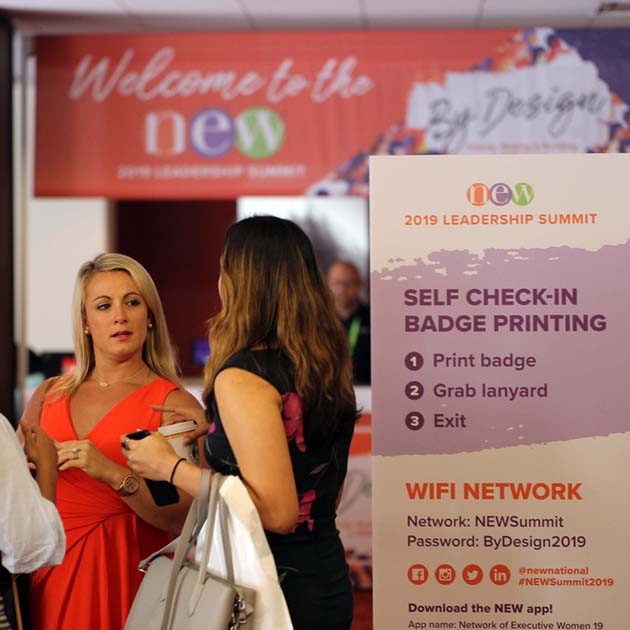 Welcome to the
new
2019 LEADERSHIP SUMMIT
By Design
new
2019 LEADERSHIP SUMMIT
SELF CHECK-IN
BADGE PRINTING
1 Print badge
2 Grab lanyard
3 Exit
WIFI NETWORK
Network: NEWSummit
Password: ByDesign2019
@newnational
#NEWSummit2019
Download the NEW app!
App name: Network of Executive Women 19